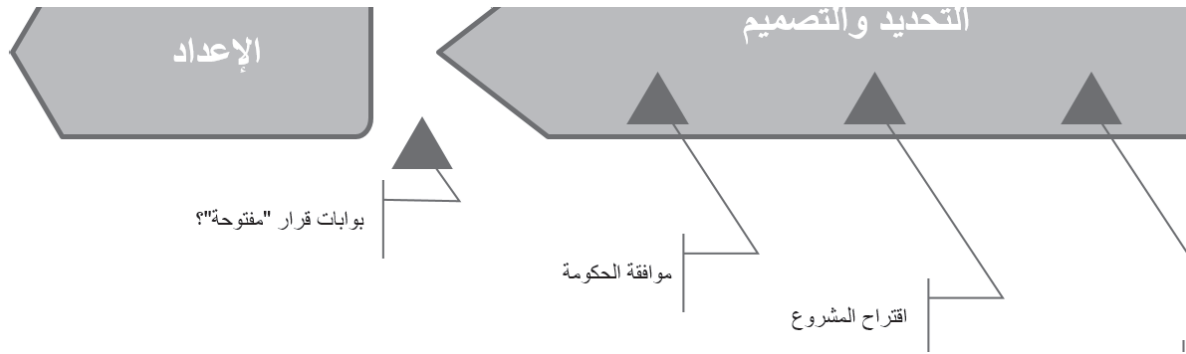 التحديد والتصميم
الإعداد
بوابات قرار "مفتوحة"؟
موافقة الحكومة
اقتراح المشروع